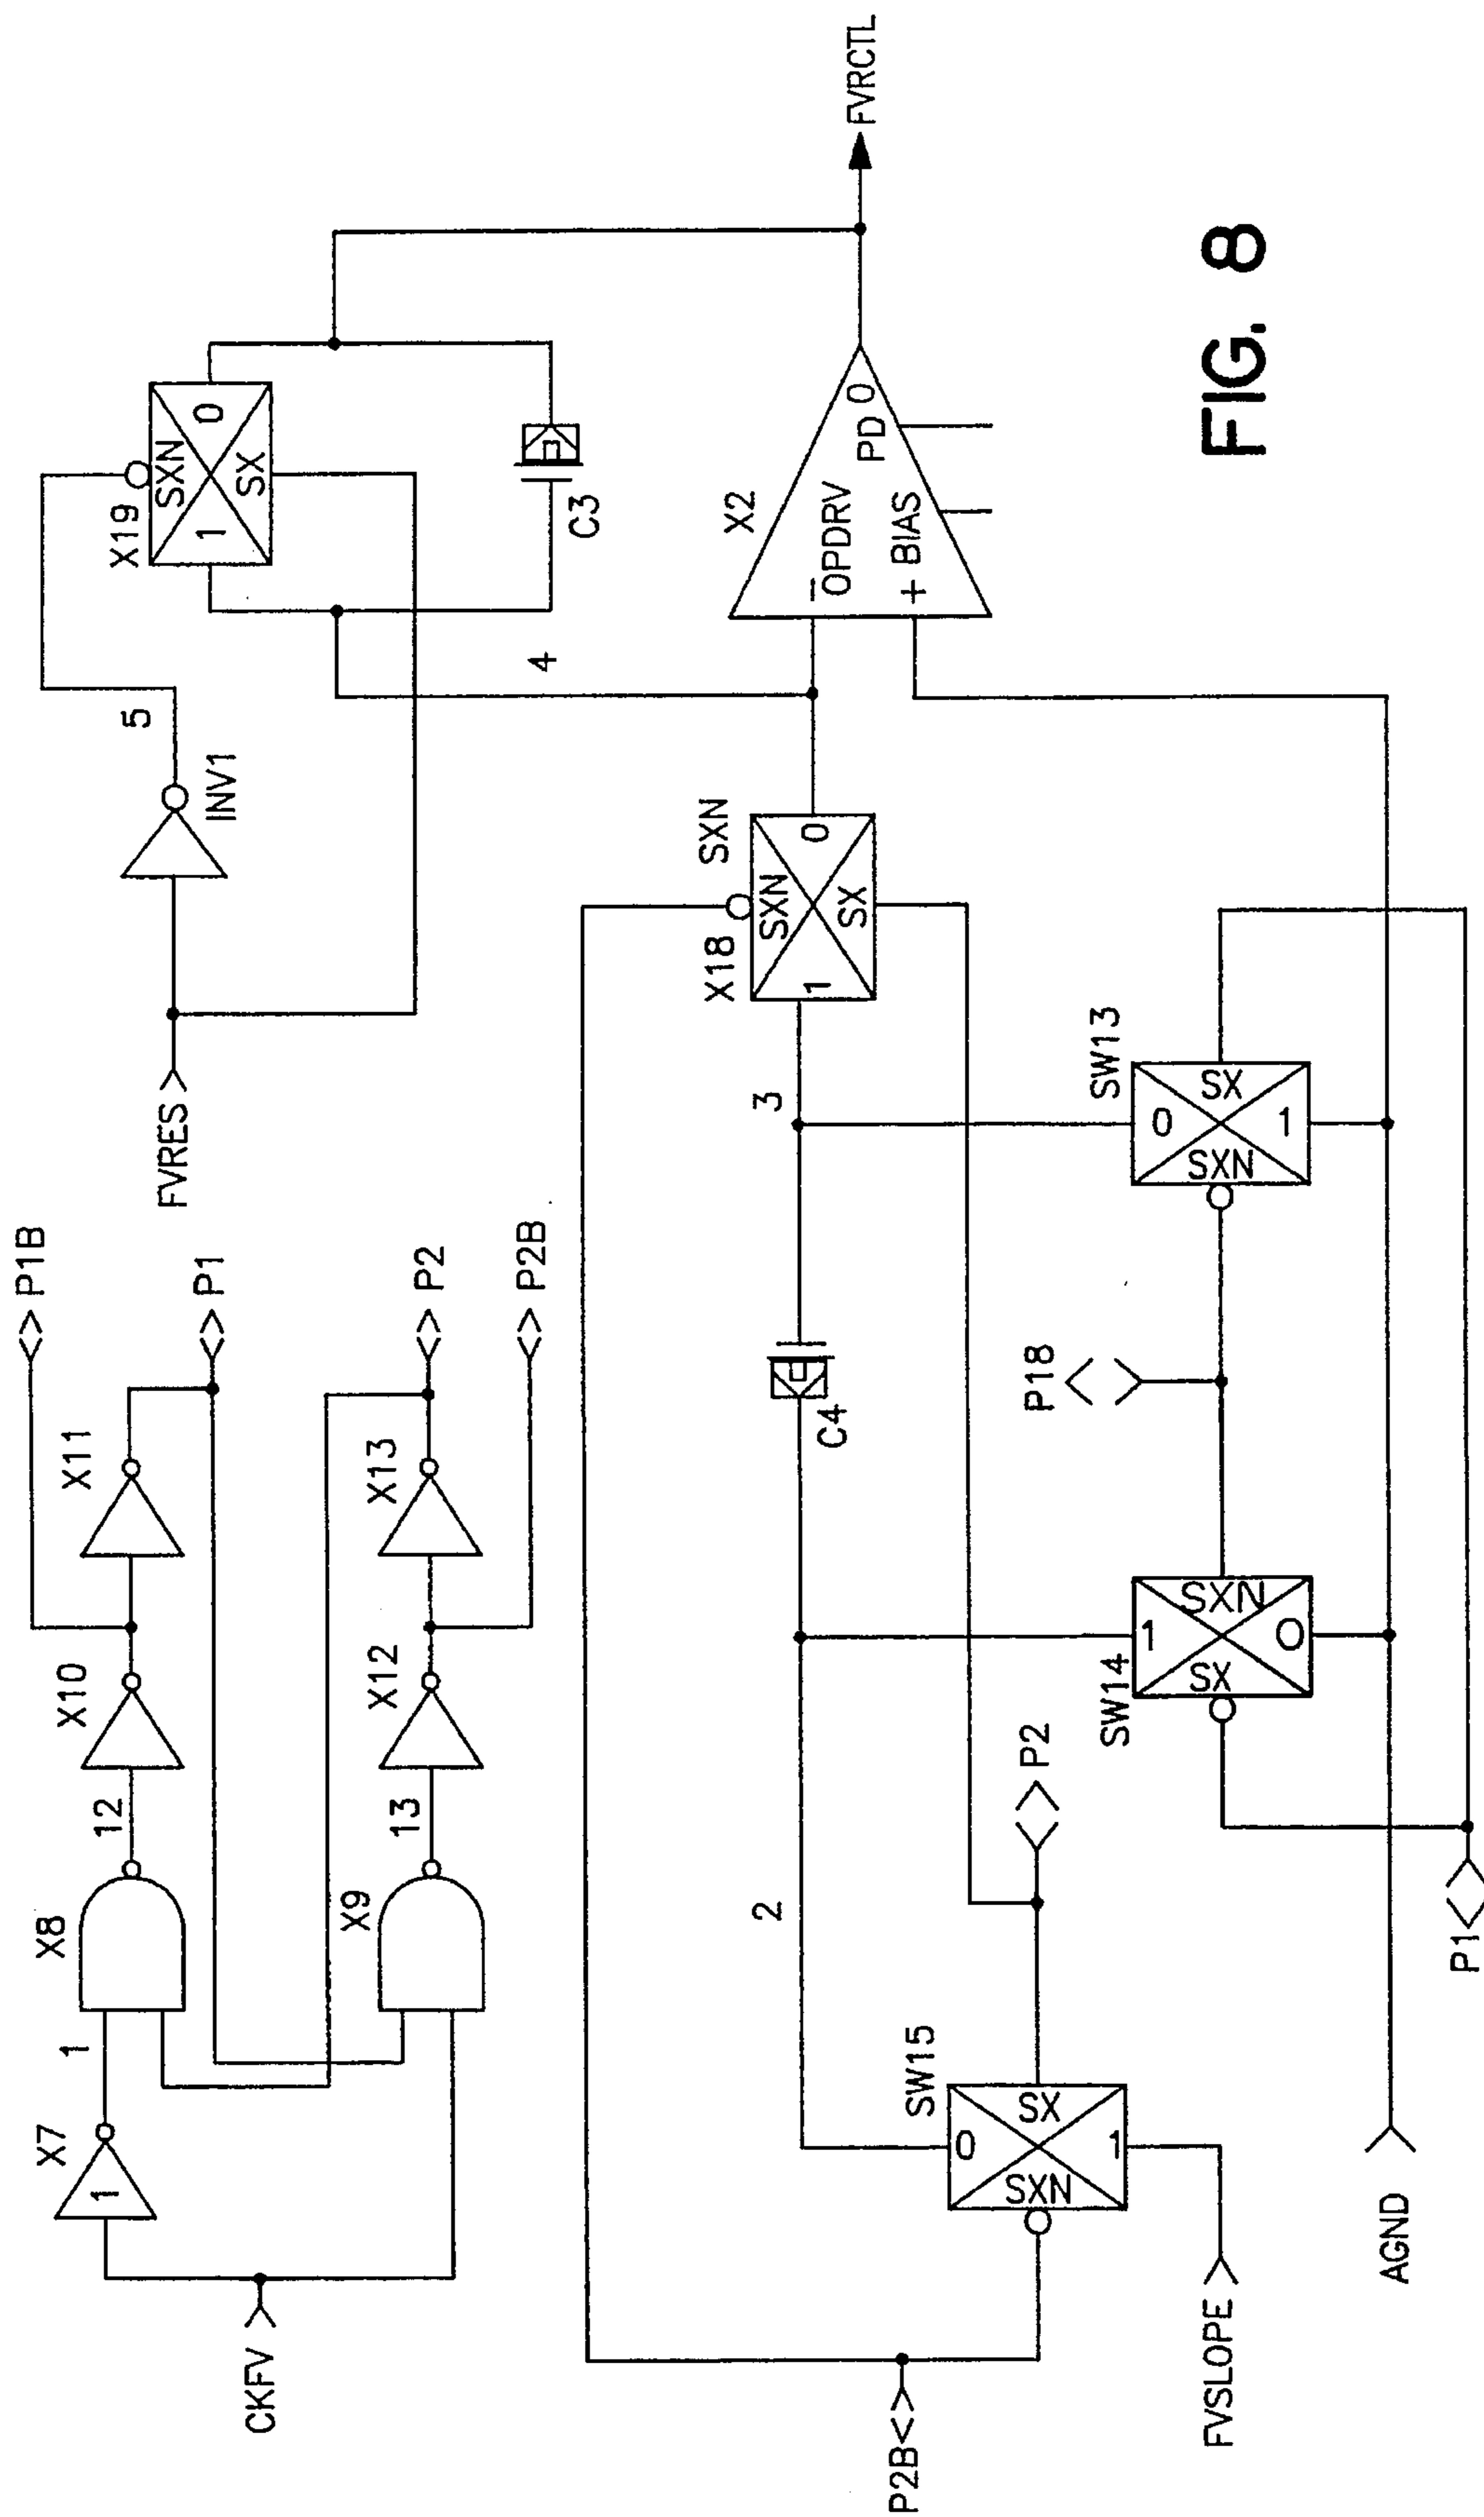 P1B
X7
1
1
X8
12
X10
X11
P1
CKFV
X9
13
X12
X13
P2
P2B
FVRES
5
INV1
X19
SXN
1
0
SX
4
C3
P2B
SW15
0
SX
SXN
1
2
P2
C4
3
X18
SXN
SXN
1
0
SX
X2
–
OPDRV
+
BIAS
PD
0
FVRCTL
FVSLOPE
SW14
1
SXN
SX
0
P18
SW13
0
SX
SXN
1
AGND
P1
FIG. 8